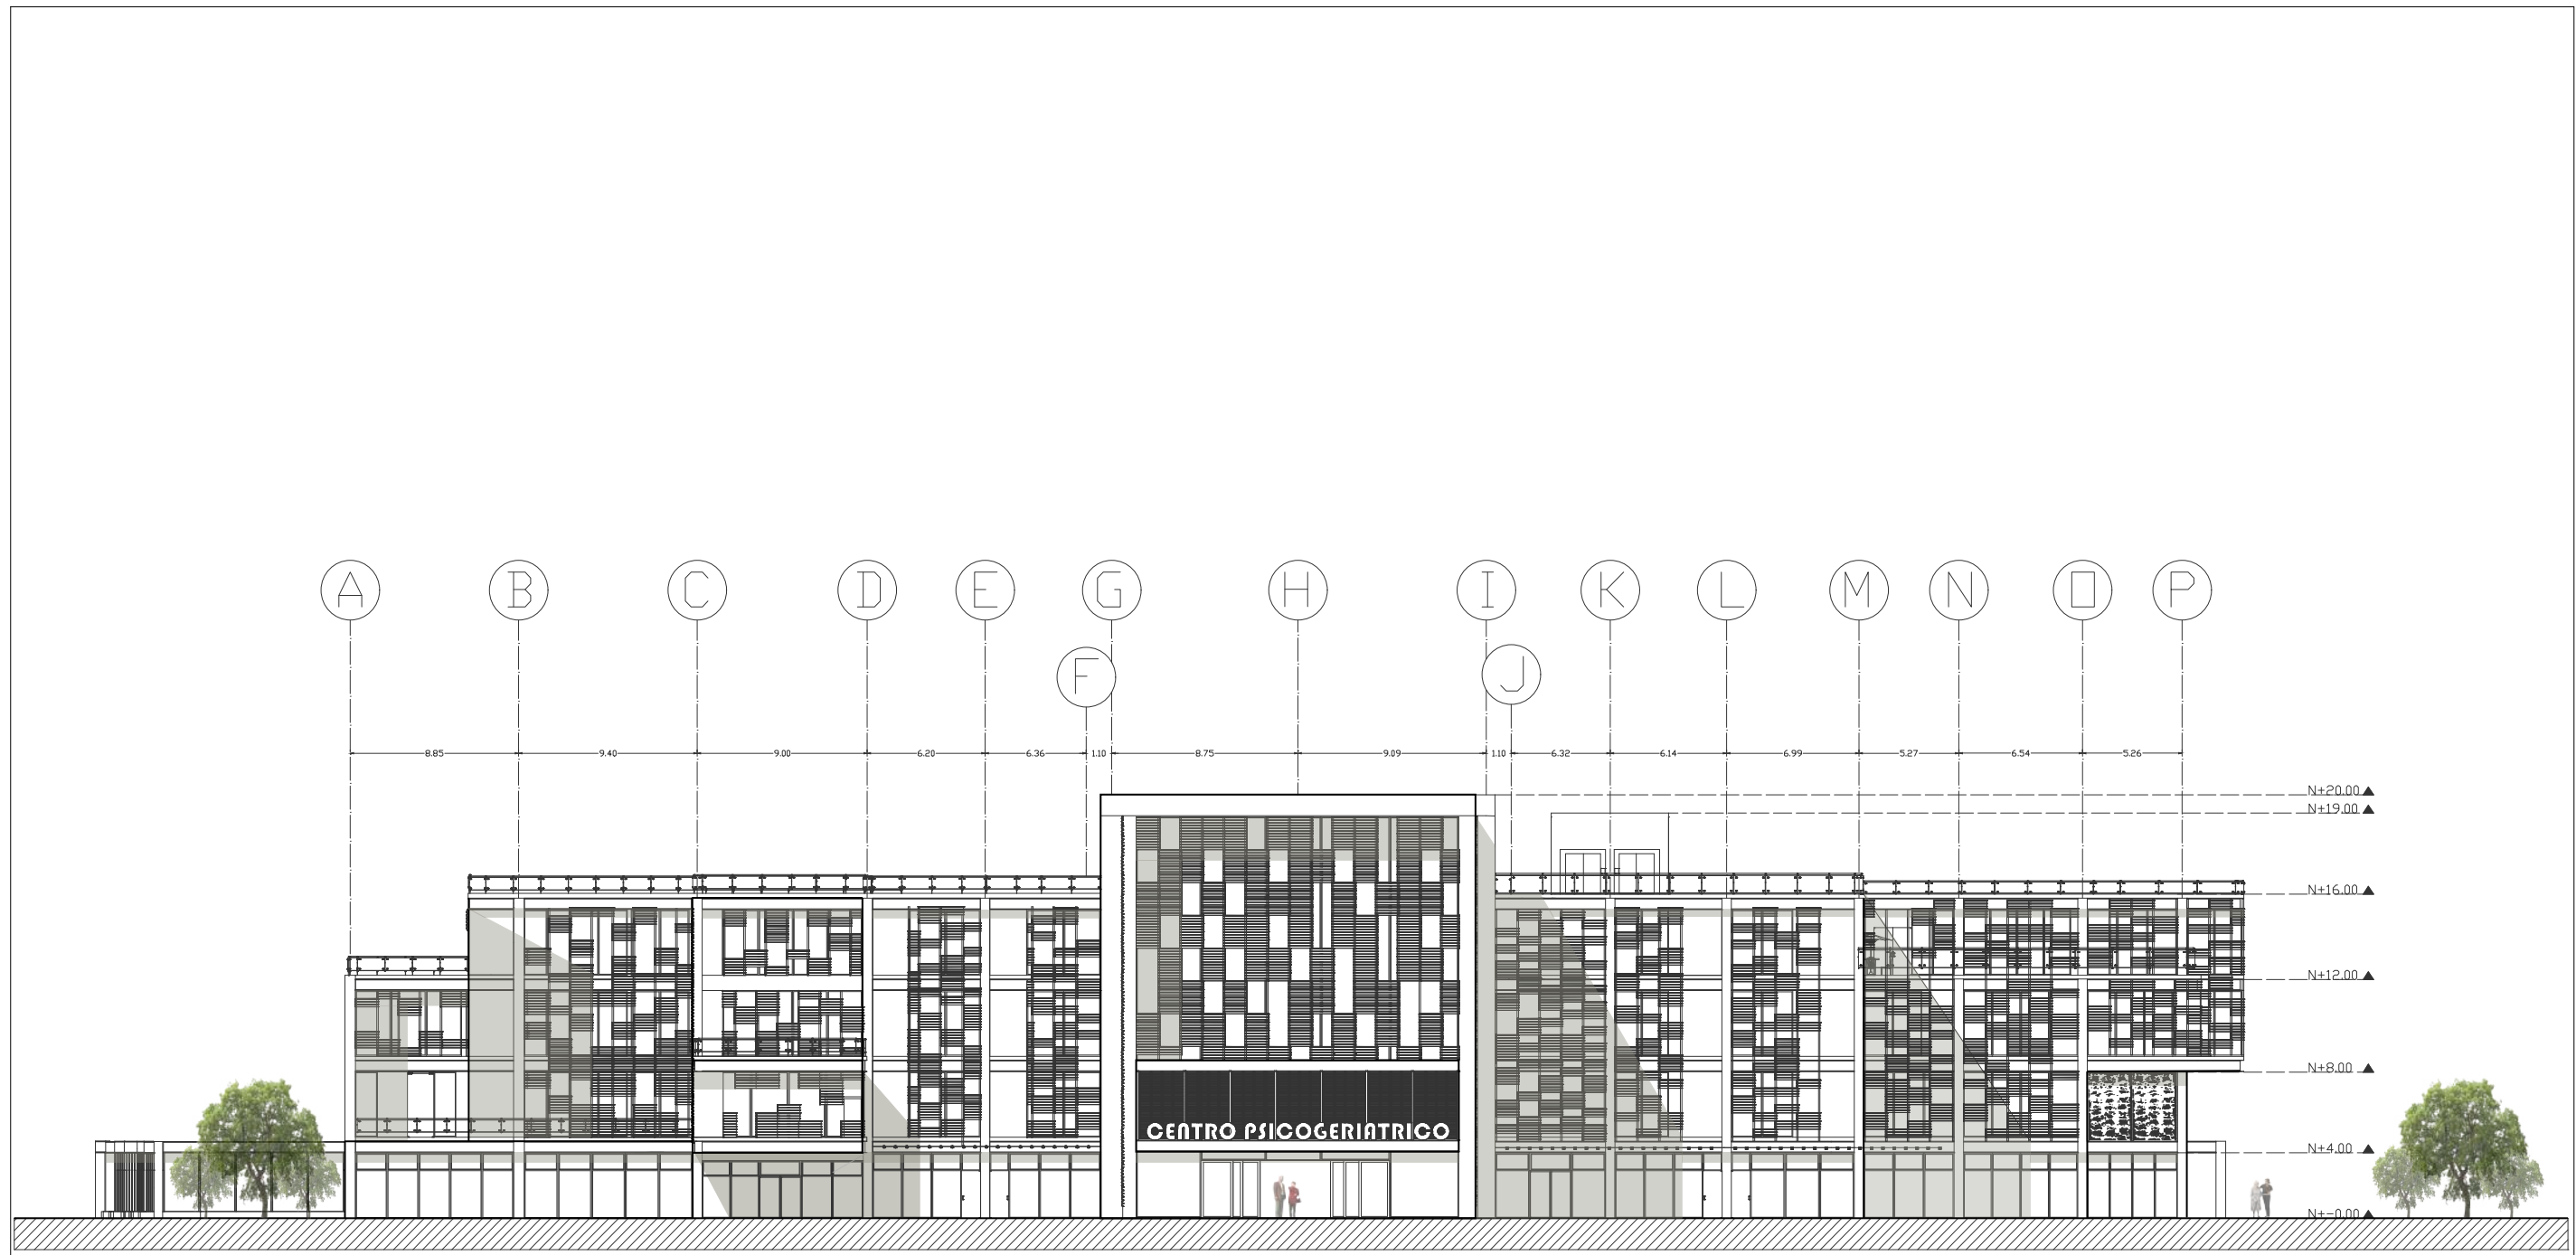 A B C D E G H I K L M N O P
F J
8.85 9.40 9.00 6.20 6.36 1.10 8.75 9.09 1.10 6.32 6.14 6.99 5.27 6.54 5.26
N+20.00
N+19.00
N+16.00
N+12.00
N+8.00
CENTRO PSICOGERIATRICO
N+4.00
N+-0.00